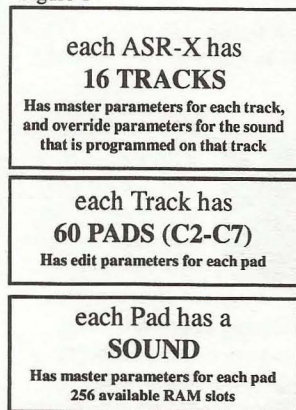 each ASR-X has
16 TRACKS
Has master parameters for each track,
and override parameters for the sound
that is programmed on that track
each Track has
60 PADS (C2-C7)
Has edit parameters for each pad
each Pad has a
SOUND
Has master parameters for each pad
256 available RAM slots